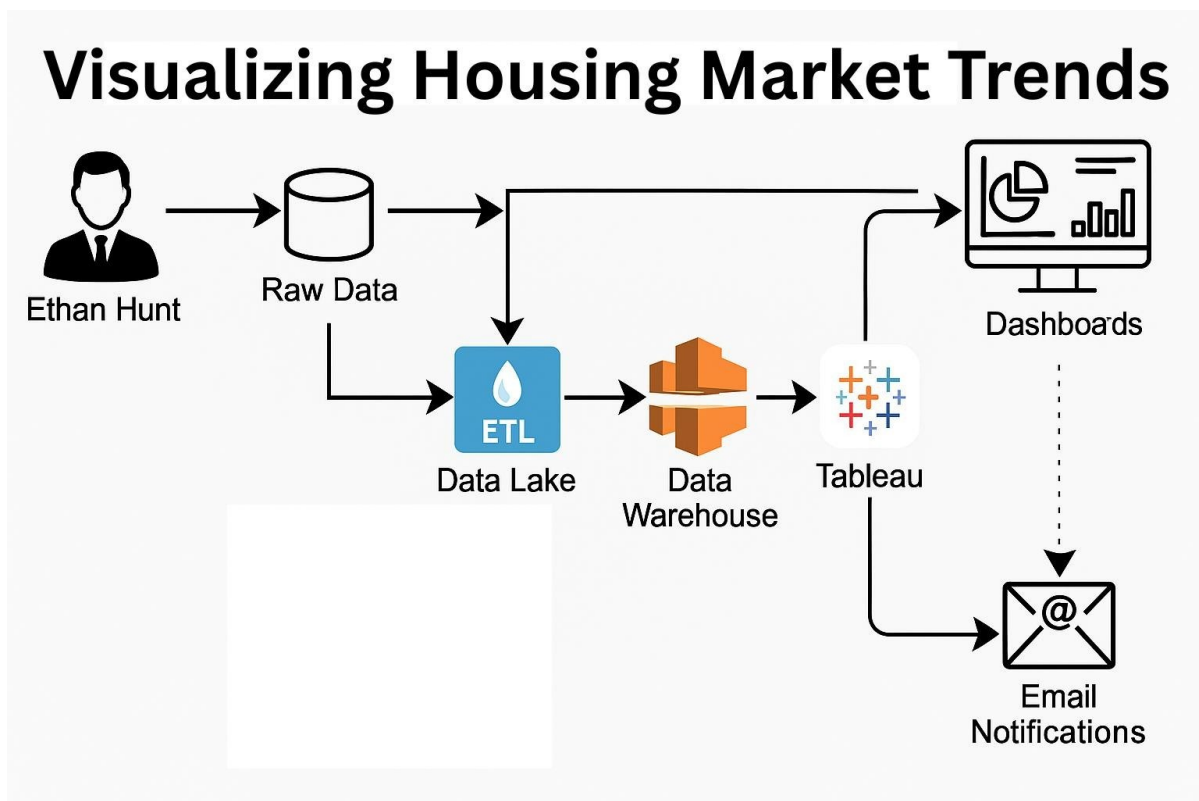 Visualizing Housing Market Trends
Ethan Hunt
Raw Data
Dashboards
ETL
Data Lake
Data
Warehouse
Tableau
@
Email
Notifications